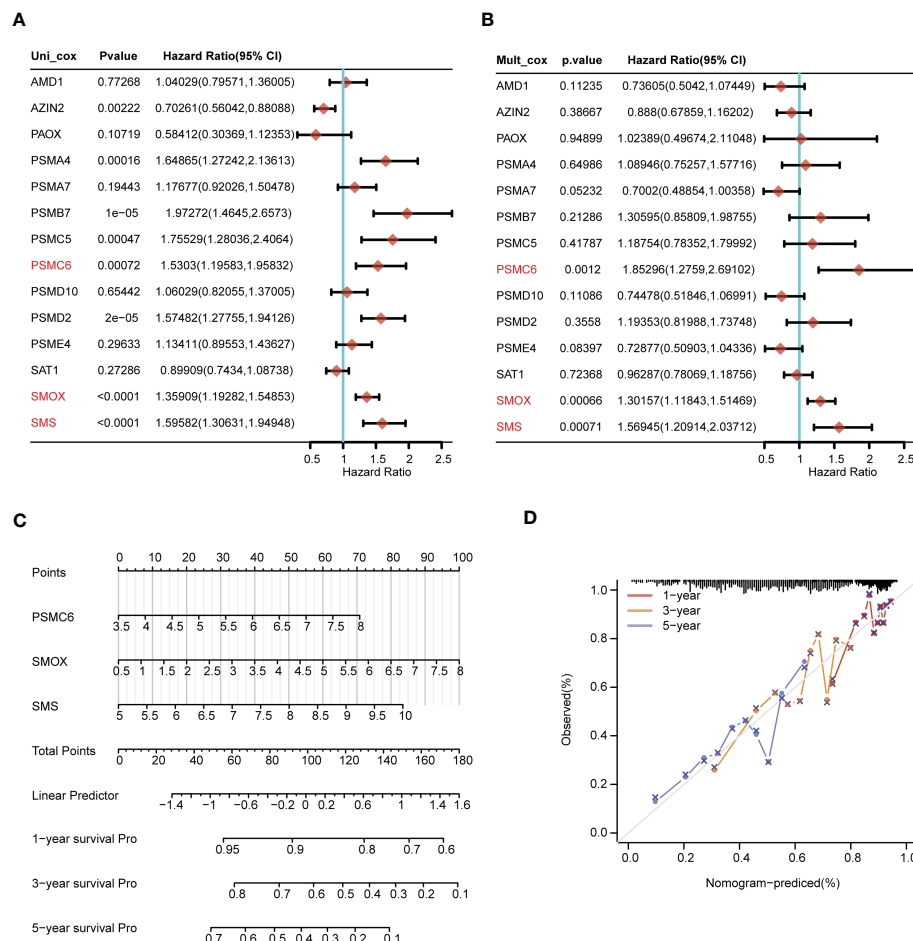 A
Uni_cox Pvalue Hazard Ratio(95% CI)
AMD1 0.77268 1.04029(0.79571,1.36005)
AZIN2 0.00222 0.70261(0.56042,0.88088)
PAOX 0.10719 0.58412(0.30369,1.12353)
PSMA4 0.00016 1.64865(1.27242,2.13613)
PSMA7 0.19443 1.17677(0.92026,1.50478)
PSMB7 1e−05 1.97272(1.4645,2.6573)
PSMC5 0.00047 1.75529(1.28036,2.4064)
PSMC6 0.00072 1.5303(1.19583,1.95832)
PSMD10 0.65442 1.06029(0.82055,1.37005)
PSMD2 2e−05 1.57482(1.27755,1.94126)
PSME4 0.29633 1.13411(0.89553,1.43627)
SAT1 0.27286 0.89909(0.7434,1.08738)
SMOX <0.0001 1.35909(1.19282,1.54853)
SMS <0.0001 1.59582(1.30631,1.94948)
0.5 1 1.5 2 2.5
Hazard Ratio
B
Mult_cox p.value Hazard Ratio(95% CI)
AMD1 0.11235 0.73605(0.5042,1.07449)
AZIN2 0.38667 0.888(0.67859,1.16202)
PAOX 0.94899 1.02389(0.49674,2.11048)
PSMA4 0.64986 1.08946(0.75257,1.57716)
PSMA7 0.05232 0.7002(0.48854,1.00358)
PSMB7 0.21286 1.30595(0.85809,1.98755)
PSMC5 0.41787 1.18754(0.78352,1.79992)
PSMC6 0.0012 1.85296(1.2759,2.69102)
PSMD10 0.11086 0.74478(0.51846,1.06991)
PSMD2 0.3558 1.19353(0.81988,1.73748)
PSME4 0.08397 0.72877(0.50903,1.04336)
SAT1 0.72368 0.96287(0.78069,1.18756)
SMOX 0.00066 1.30157(1.11843,1.51469)
SMS 0.00071 1.56945(1.20914,2.03712)
0.5 1 1.5 2 2.5
Hazard Ratio
C
0 10 20 30 40 50 60 70 80 90 100
Points
PSMC6
3.5 4 4.5 5 5.5 6 6.5 7 7.5 8
SMOX
0.5 1 1.5 2 2.5 3 3.5 4 4.5 5 5.5 6 6.5 7 7.5 8
SMS
5 5.5 6 6.5 7 7.5 8 8.5 9 9.5 10
Total Points
0 20 40 60 80 100 120 140 160 180
Linear Predictor
−1.4 −1 −0.6 −0.2 0 0.2 0.6 1 1.2 1.6
1−year survival Pro
0.95 0.9 0.8 0.7 0.6
3−year survival Pro
0.8 0.7 0.6 0.5 0.4 0.3 0.2 0.1
5−year survival Pro
0.7 0.6 0.5 0.4 0.3 0.2 0.1
D
1−year
3−year
5−year
Observed(%)
1.0
0.8
0.6
0.4
0.2
0.0
0.0 0.2 0.4 0.6 0.8 1.0
Nomogram−prediced(%)